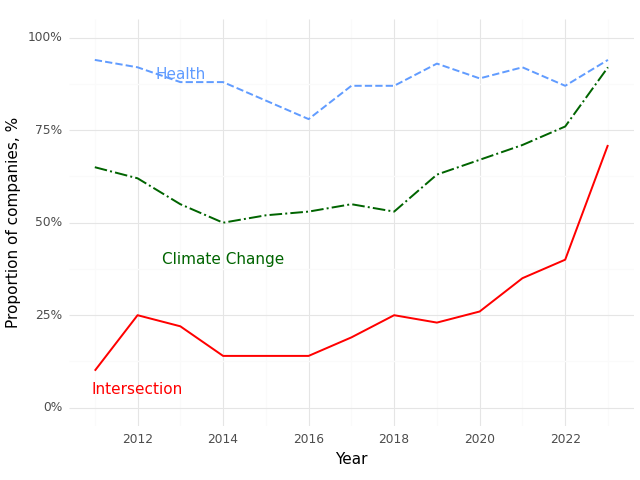 100%
Health
75%
50%
Climate Change
25%
Intersection
0%
2012 2014 2016 2018 2020 2022
Year
Proportion of companies, %